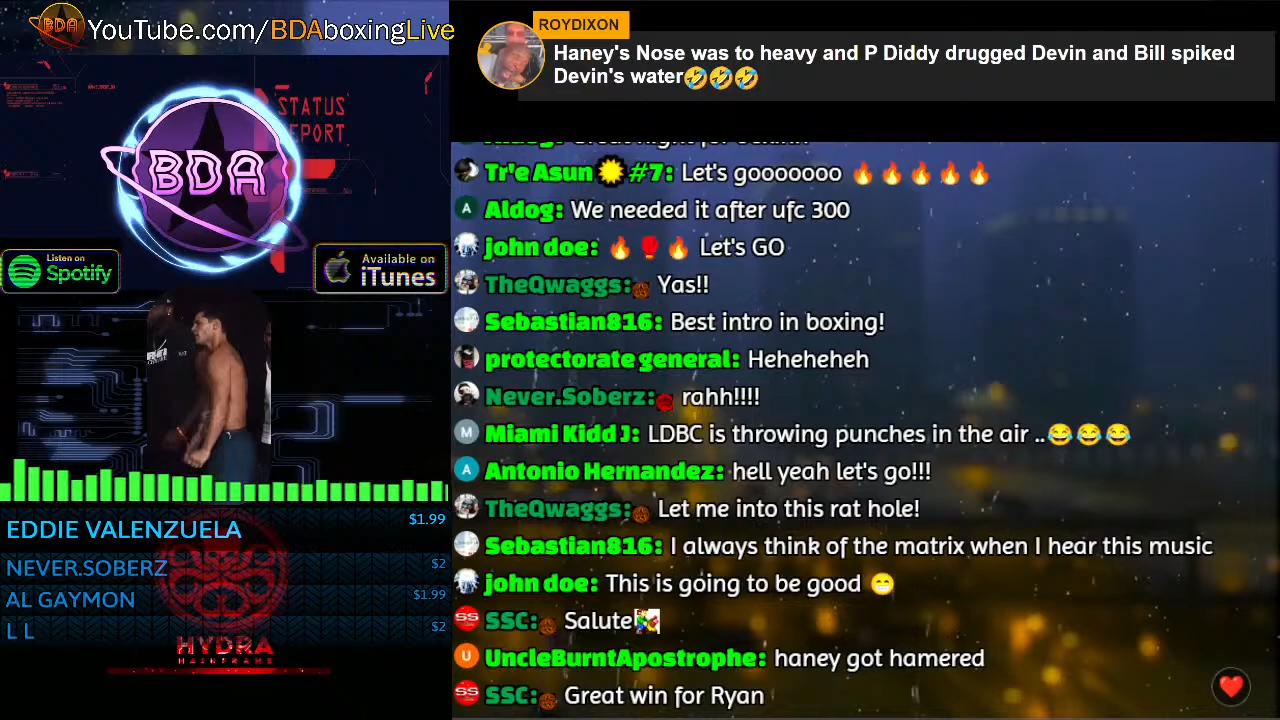 YouTube.com/BDAboxingLive
BDA
STATUS
REPORT
BDA
Listen on
Spotify
Available on
iTunes
EDDIE VALENZUELA $1.99
NEVER.SOBERZ $2
AL GAYMON $1.99
L L $2
HYDRA
MAINFRAME
ROYDIXON
Haney's Nose was to heavy and P Diddy drugged Devin and Bill spiked
Devin's water🤣🤣🤣
Tr'e Asun #7: Let's gooooooo 🔥🔥🔥🔥🔥
A Aldog: We needed it after ufc 300
john doe: 🔥🥊🔥 Let's GO
TheQwaggs: Yas!!
Sebastian816: Best intro in boxing!
protectorate general: Heheheheh
Never.Soberz: rahh!!!!
M Miami Kidd J: LDBC is throwing punches in the air ..😂😂😂
A Antonio Hernandez: hell yeah let's go!!!
TheQwaggs: Let me into this rat hole!
Sebastian816: I always think of the matrix when I hear this music
john doe: This is going to be good 😁
SS SSC: Salute
U UncleBurntApostrophe: haney got hamered
SS SSC: Great win for Ryan